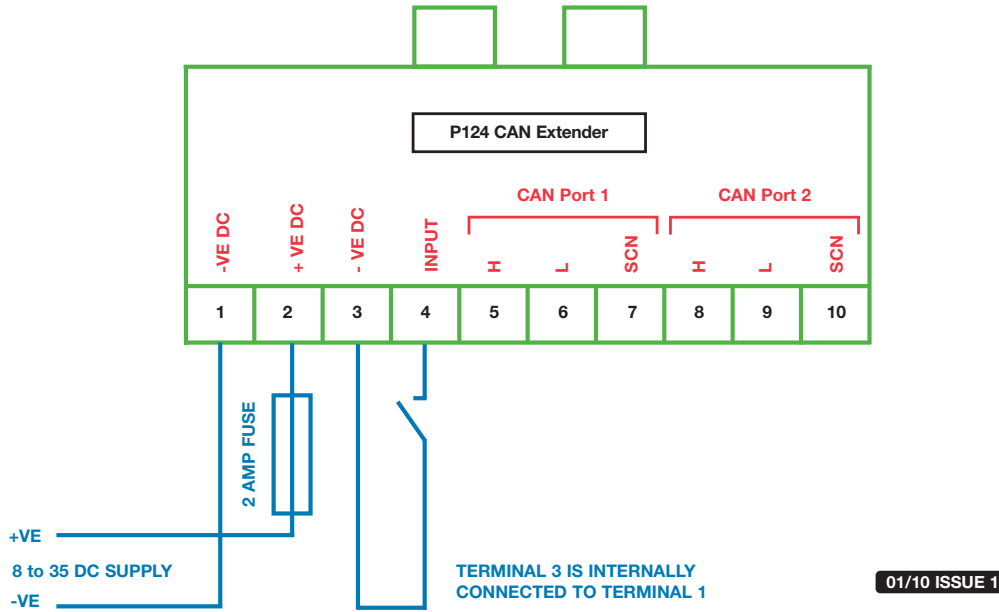 P124 CAN Extender
CAN Port 1
CAN Port 2
-VE DC
+ VE DC
- VE DC
INPUT
H
L
SCN
H
L
SCN
1 2 3 4 5 6 7 8 9 10
2 AMP FUSE
+VE
8 to 35 DC SUPPLY
-VE
TERMINAL 3 IS INTERNALLY
CONNECTED TO TERMINAL 1
01/10 ISSUE 1